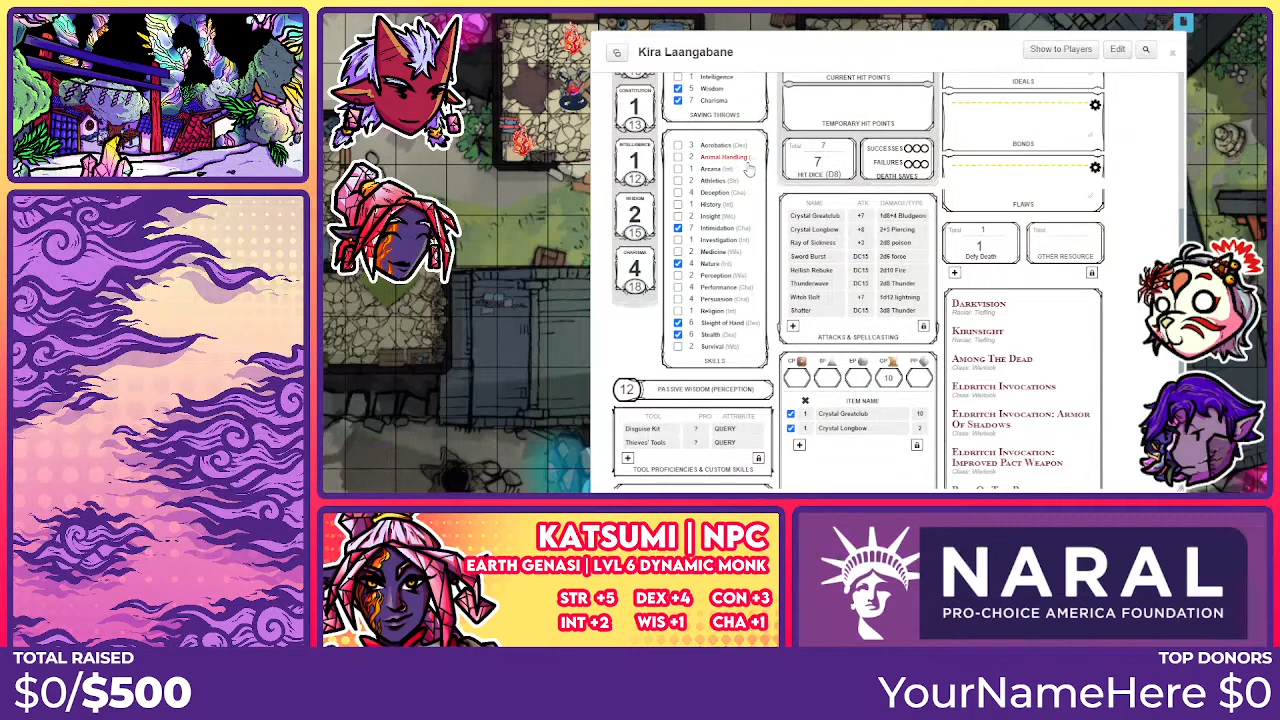 Kira Laangabane
Show to Players
Edit
1 Intelligence
5 Wisdom
7 Charisma
SAVING THROWS
CONSTITUTION
1
13
INTELLIGENCE
1
12
WISDOM
2
15
CHARISMA
4
18
3 Acrobatics (Dex)
2 Animal Handling (...
1 Arcana (Int)
2 Athletics (Str)
4 Deception (Cha)
1 History (Int)
2 Insight (Wis)
7 Intimidation (Cha)
1 Investigation (Int)
2 Medicine (Wis)
4 Nature (Int)
2 Perception (Wis)
4 Performance (Cha)
4 Persuasion (Cha)
1 Religion (Int)
6 Sleight of Hand (Dex)
6 Stealth (Dex)
2 Survival (Wis)
SKILLS
12 PASSIVE WISDOM (PERCEPTION)
TOOL PRO ATTRIBUTE
Disguise Kit ? QUERY
Thieves' Tools ? QUERY
TOOL PROFICIENCIES & CUSTOM SKILLS
CURRENT HIT POINTS
TEMPORARY HIT POINTS
Total 7
7
HIT DICE (D8)
SUCCESSES
FAILURES
DEATH SAVES
NAME ATK DAMAGE/TYPE
Crystal Greatclub +7 1d8+4 Bludgeon
Crystal Longbow +8 2+5 Piercing
Ray of Sickness +3 2d8 poison
Sword Burst DC15 2d6 force
Hellish Rebuke DC15 2d10 Fire
Thunderwave DC15 2d8 Thunder
Witch Bolt +7 1d12 lightning
Shatter DC15 3d8 Thunder
ATTACKS & SPELLCASTING
CP SP EP GP PP
10
ITEM NAME
1 Crystal Greatclub 10
1 Crystal Longbow 2
IDEALS
BONDS
FLAWS
Total 1
1
Defy Death
Total
OTHER RESOURCE
DARKVISION
Racial: Tiefling
KIRINSIGHT
Racial: Tiefling
AMONG THE DEAD
Class: Warlock
ELDRITCH INVOCATIONS
Class: Warlock
ELDRITCH INVOCATION: ARMOR
OF SHADOWS
Class: Warlock
ELDRITCH INVOCATION:
IMPROVED PACT WEAPON
Class: Warlock
KATSUMI | NPC
EARTH GENASI | LVL 6 DYNAMIC MONK
STR +5 DEX +4 CON +3
INT +2 WIS +1 CHA +1
NARAL
PRO-CHOICE AMERICA FOUNDATION
TOTAL RAISED
$0/$500
TOP DONORS
YourNameHere $0